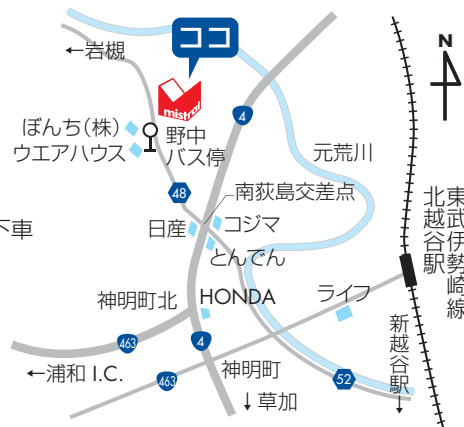 ココ
←岩槻
N
mistral
4
ぼんち(株)
ウエアハウス
野中
バス停
元荒川
48
南荻島交差点
下車
日産
コジマ
とんでん
東武伊勢崎線
北越谷駅
神明町北
HONDA
ライフ
463
4
新越谷駅
←浦和 I.C.
463
神明町
52
↓草加
↓